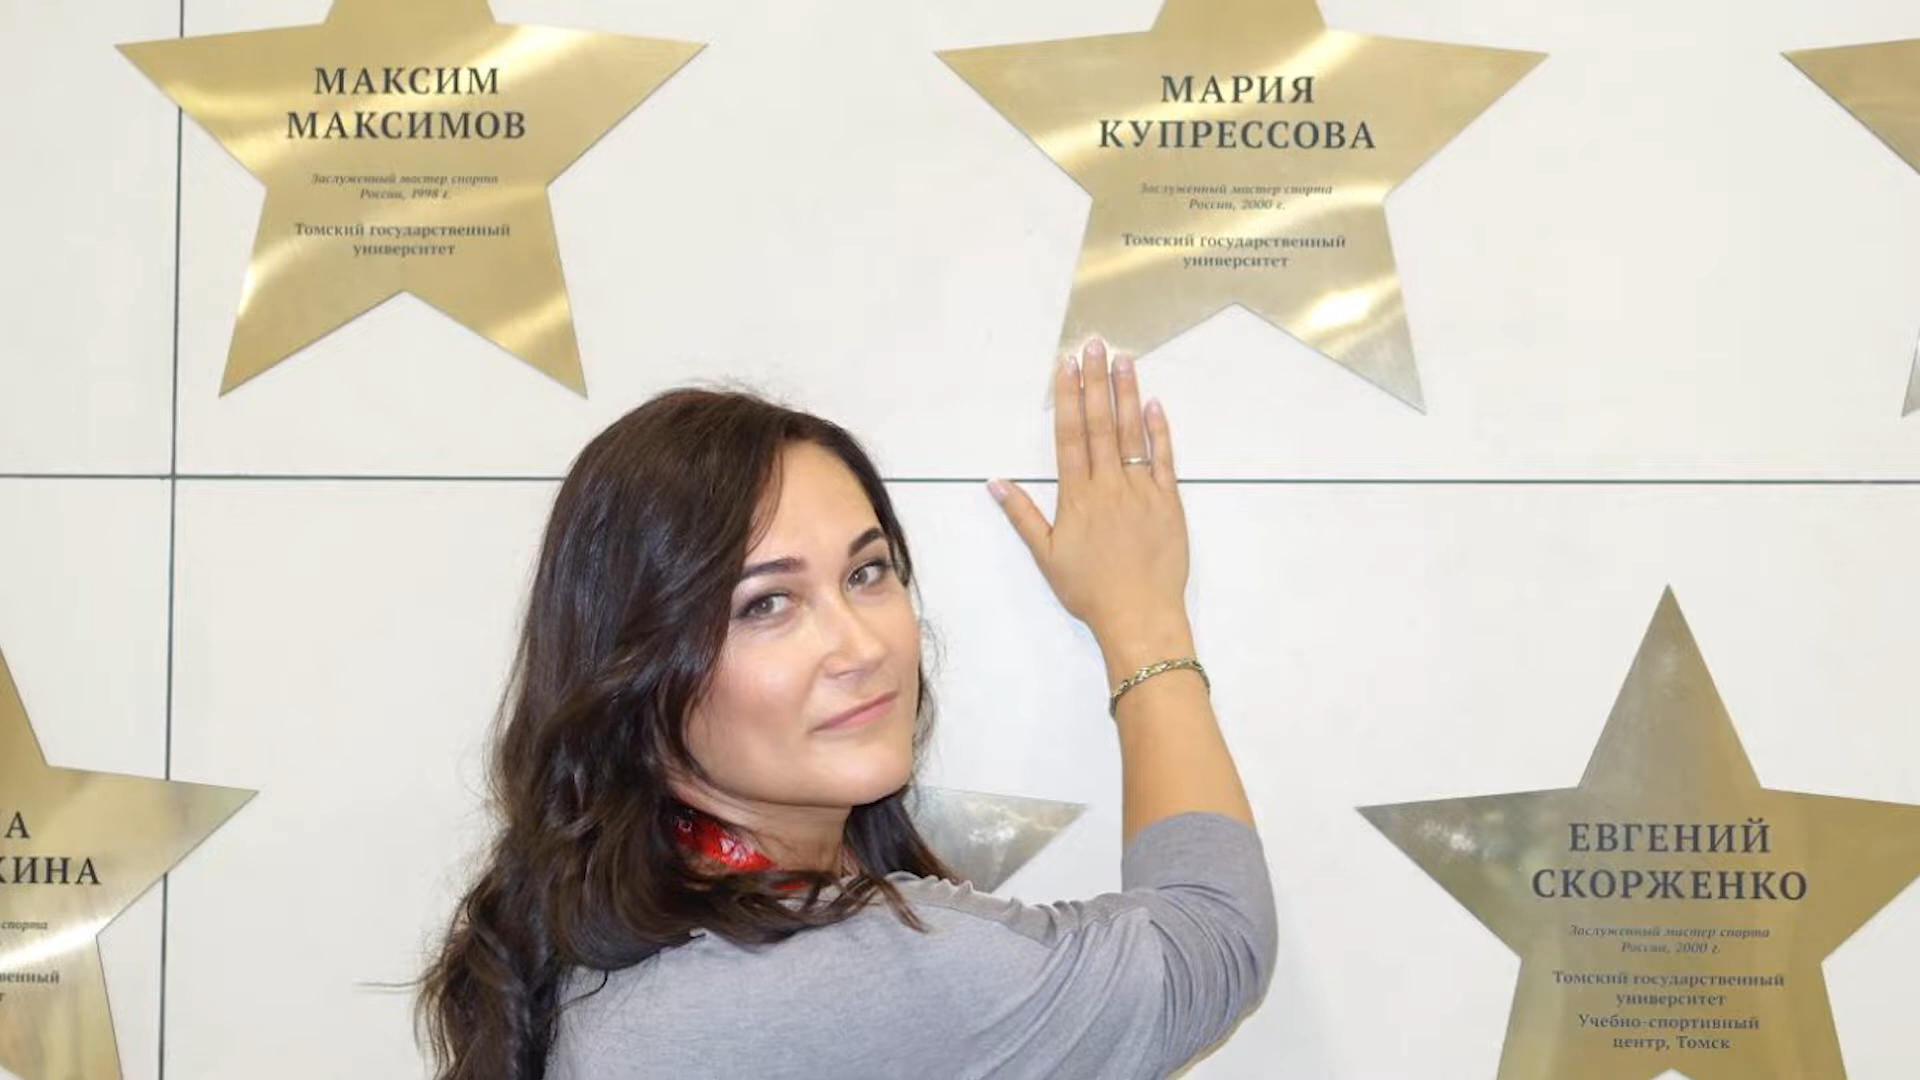 МАКСИМ
МАКСИМОВ
Заслуженный мастер спорта
России, 1998 г.
Томский государственный
университет
МАРИЯ
КУПРЕССОВА
Заслуженный мастер спорта
России, 2000 г.
Томский государственный
университет
ЕВГЕНИЙ
СКОРЖЕНКО
Заслуженный мастер спорта
России, 2000 г.
Томский государственный
университет
Учебно-спортивный
центр, Томск
спорта